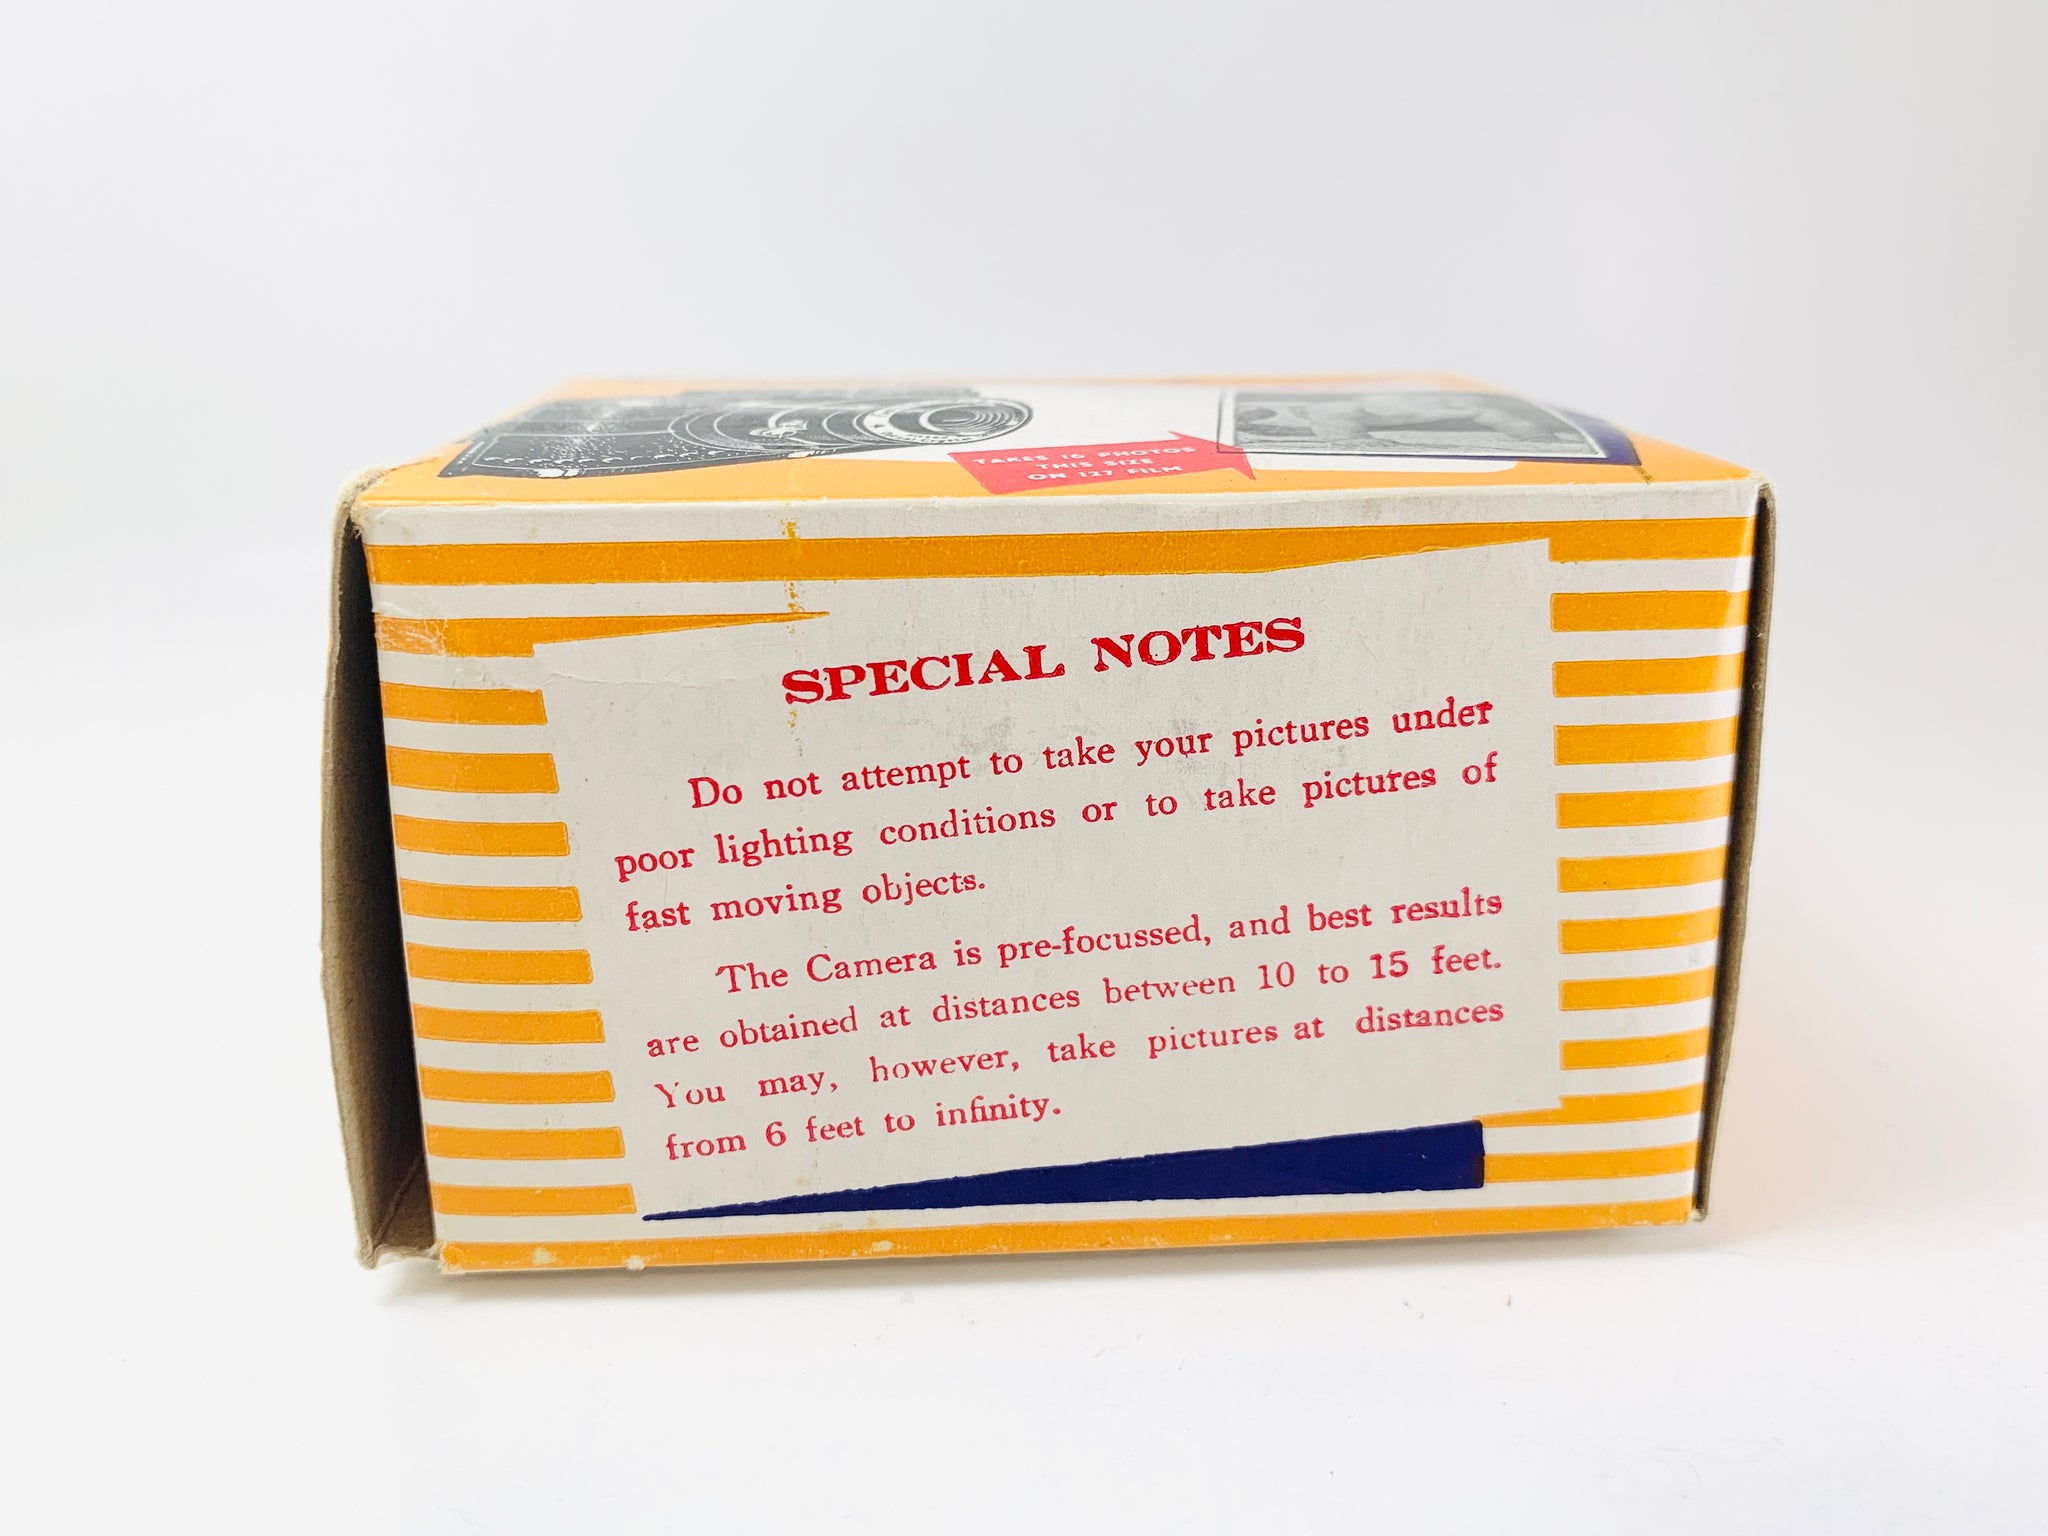 TAKES 16 PHOTOS
THIS SIZE
ON 127 FILM
SPECIAL NOTES
Do not attempt to take your pictures under
poor lighting conditions or to take pictures of
fast moving objects.
The Camera is pre-focussed, and best results
are obtained at distances between 10 to 15 feet.
You may, however, take pictures at distances
from 6 feet to infinity.